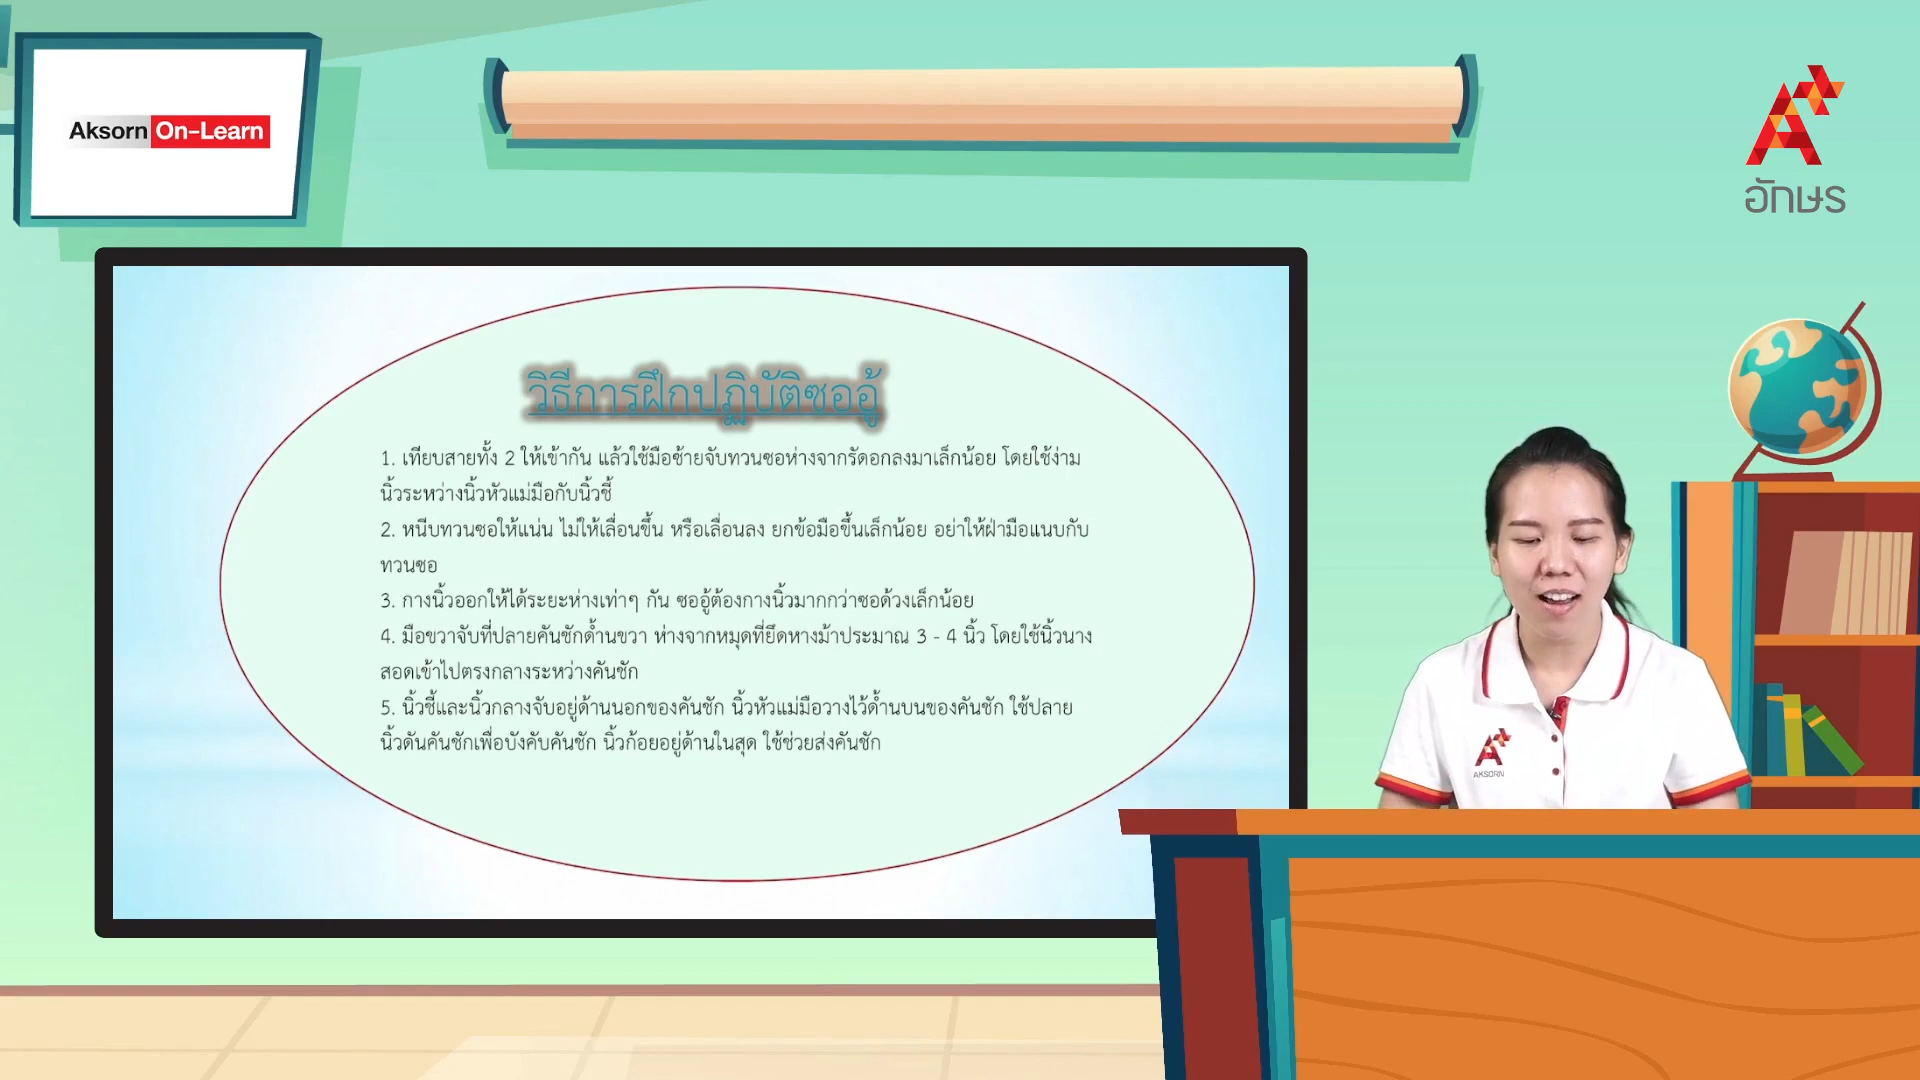 Aksorn On-Learn
อักษร
วิธีการฝึกปฏิบัติซออู้
1. เทียบสายทั้ง 2 ให้เข้ากัน แล้วใช้มือซ้ายจับทวนซอห่างจากรัดอกลงมาเล็กน้อย โดยใช้ง่าม
นิ้วระหว่างนิ้วหัวแม่มือกับนิ้วชี้
2. หนีบทวนซอให้แน่น ไม่ให้เลื่อนขึ้น หรือเลื่อนลง ยกข้อมือขึ้นเล็กน้อย อย่าให้ฝ่ามือแนบกับ
ทวนซอ
3. กางนิ้วออกให้ได้ระยะห่างเท่าๆ กัน ซออู้ต้องกางนิ้วมากกว่าซอด้วงเล็กน้อย
4. มือขวาจับที่ปลายคันชักด้ำนขวา ห่างจากหมุดที่ยึดหางม้าประมาณ 3 - 4 นิ้ว โดยใช้นิ้วนาง
สอดเข้าไปตรงกลางระหว่างคันชัก
5. นิ้วชี้และนิ้วกลางจับอยู่ด้านนอกของคันชัก นิ้วหัวแม่มือวางไว้ด้ำนบนของคันชัก ใช้ปลาย
นิ้วดันคันชักเพื่อบังคับคันชัก นิ้วก้อยอยู่ด้านในสุด ใช้ช่วยส่งคันชัก
AKSORN